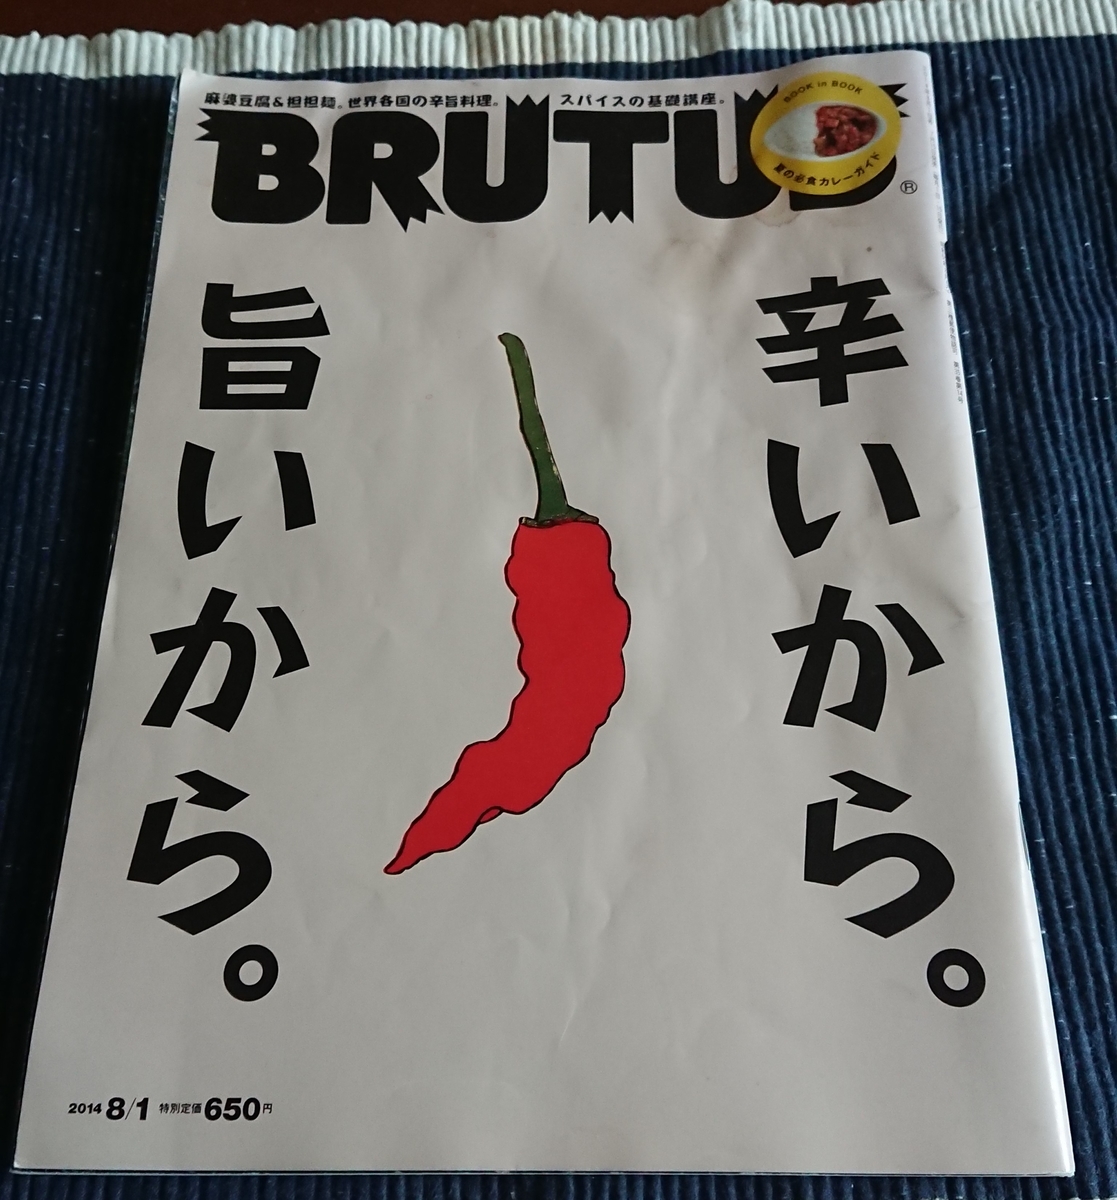 麻婆豆腐&担担麺。世界各国の辛旨料理。 スパイスの基礎講座。
BRUTUS®
BOOK in BOOK
夏の必食カレーガイド
辛いから。
旨いから。
2014 8/1 特別定価650円